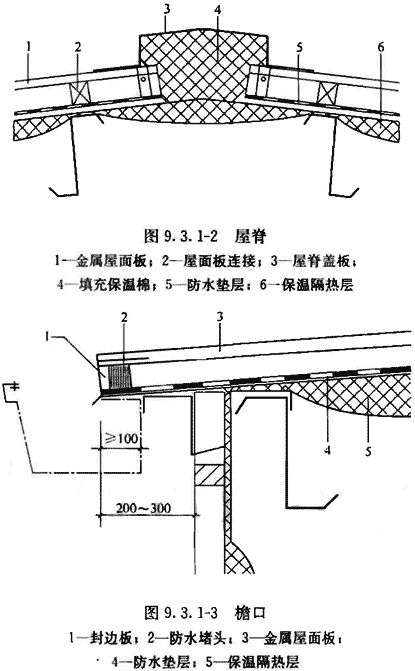 3
4
1
2
5
6
图 9.3.1-2 屋脊
1—金属屋面板；2—屋面板连接；3—屋脊盖板；
4—填充保温棉；5—防水垫层；6—保温隔热层
1
2
3
≥100
200~300
4
5
图 9.3.1-3 檐口
1—封边板；2—防水堵头；3—金属屋面板；
4—防水垫层；5—保温隔热层